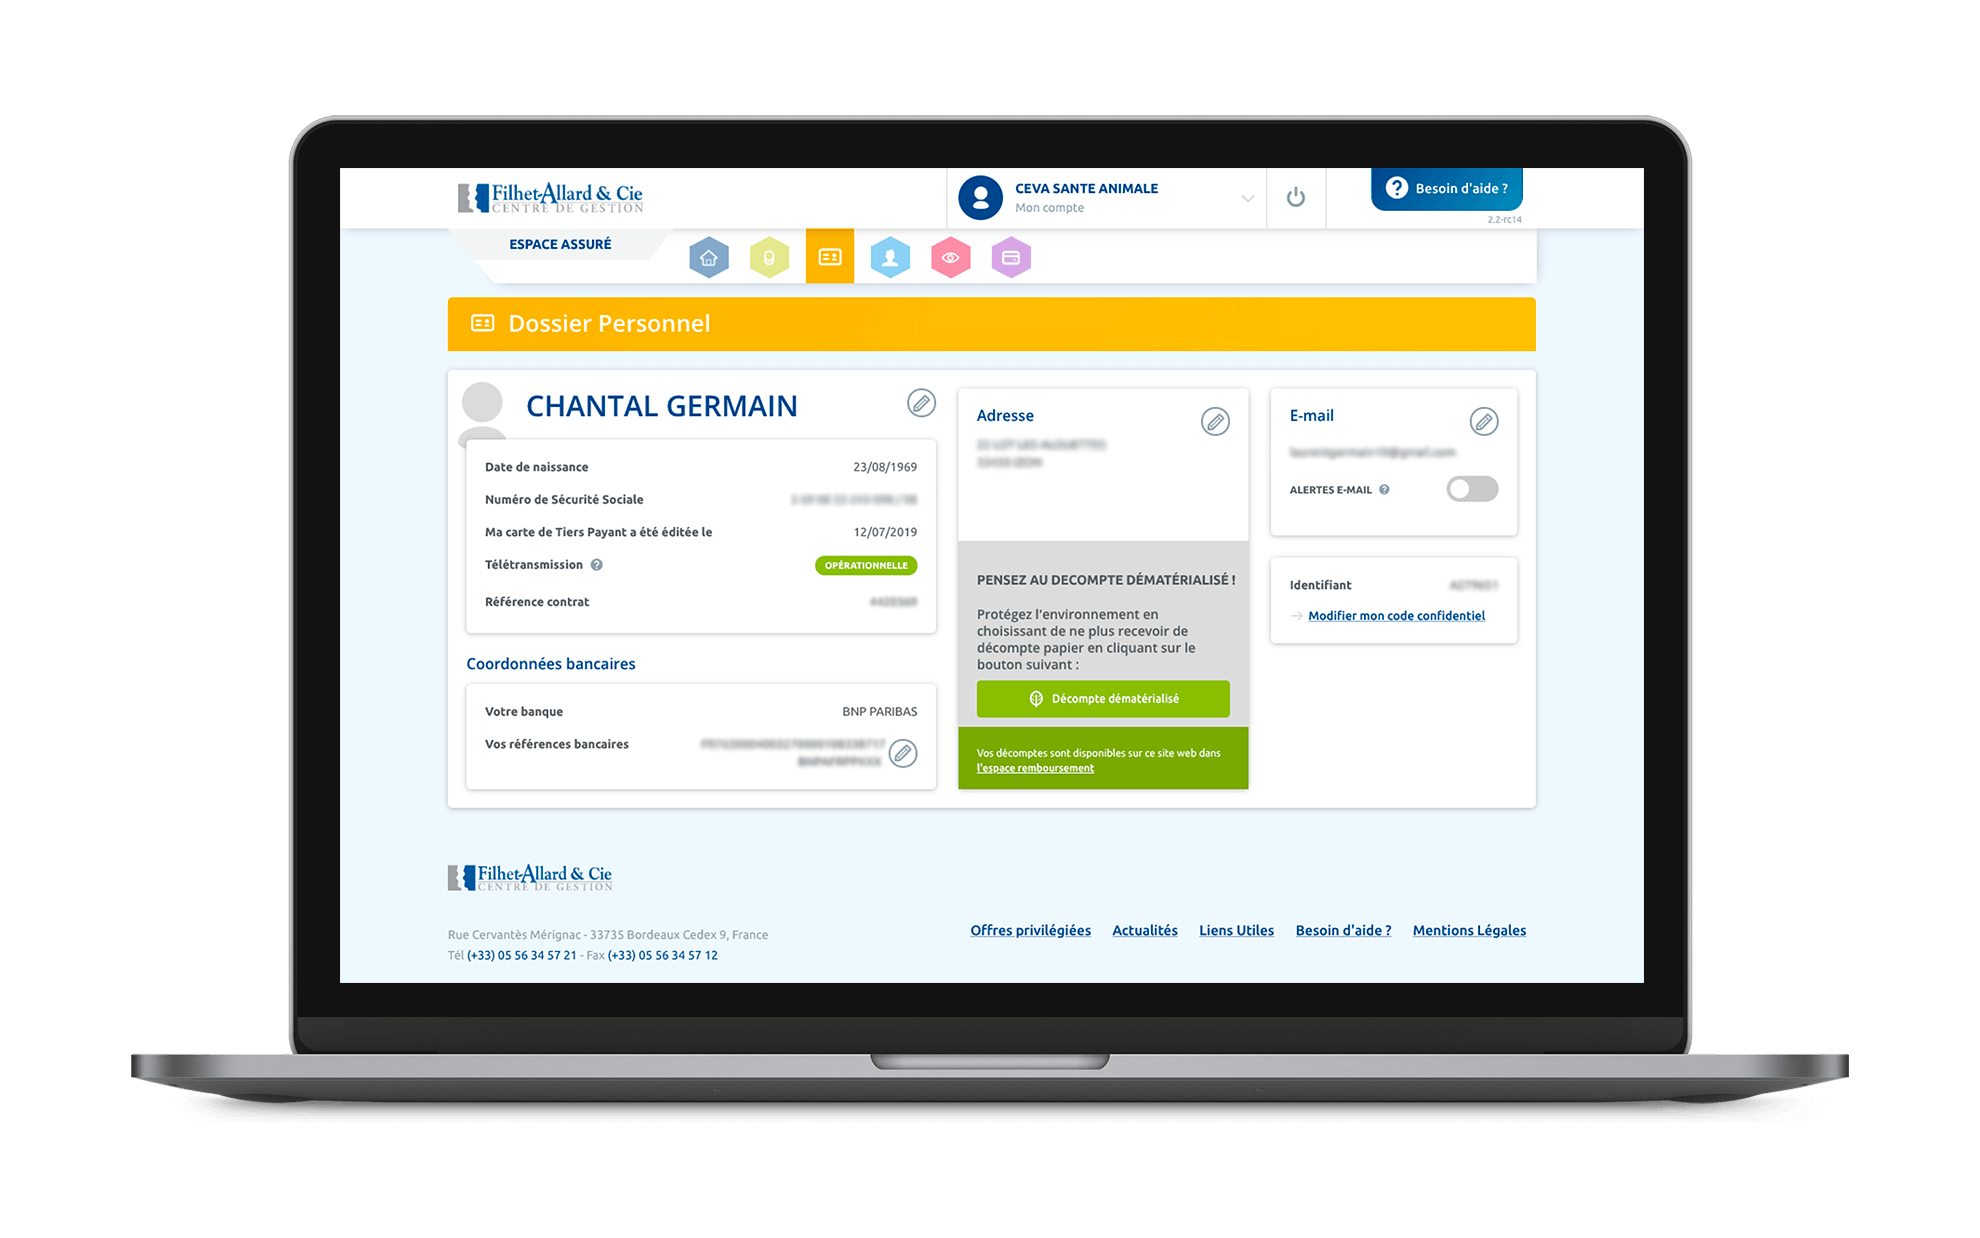 Filhet-Allard & Cie
CENTRE DE GESTION
CEVA SANTE ANIMALE
Mon compte
Besoin d'aide ?
2.2-rc14
ESPACE ASSURÉ
Dossier Personnel
CHANTAL GERMAIN
Date de naissance 23/08/1969
Numéro de Sécurité Sociale
Ma carte de Tiers Payant a été éditée le 12/07/2019
Télétransmission OPÉRATIONNELLE
Référence contrat
Coordonnées bancaires
Votre banque BNP PARIBAS
Vos références bancaires
Adresse
PENSEZ AU DECOMPTE DÉMATÉRIALISÉ !
Protégez l'environnement en
choisissant de ne plus recevoir de
décompte papier en cliquant sur le
bouton suivant :
Décompte dématérialisé
Vos décomptes sont disponibles sur ce site web dans
l'espace remboursement
E-mail
ALERTES E-MAIL
Identifiant
Modifier mon code confidentiel
Filhet-Allard & Cie
CENTRE DE GESTION
Rue Cervantès Mérignac - 33735 Bordeaux Cedex 9, France
Tél (+33) 05 56 34 57 21 - Fax (+33) 05 56 34 57 12
Offres privilégiées Actualités Liens Utiles Besoin d'aide ? Mentions Légales